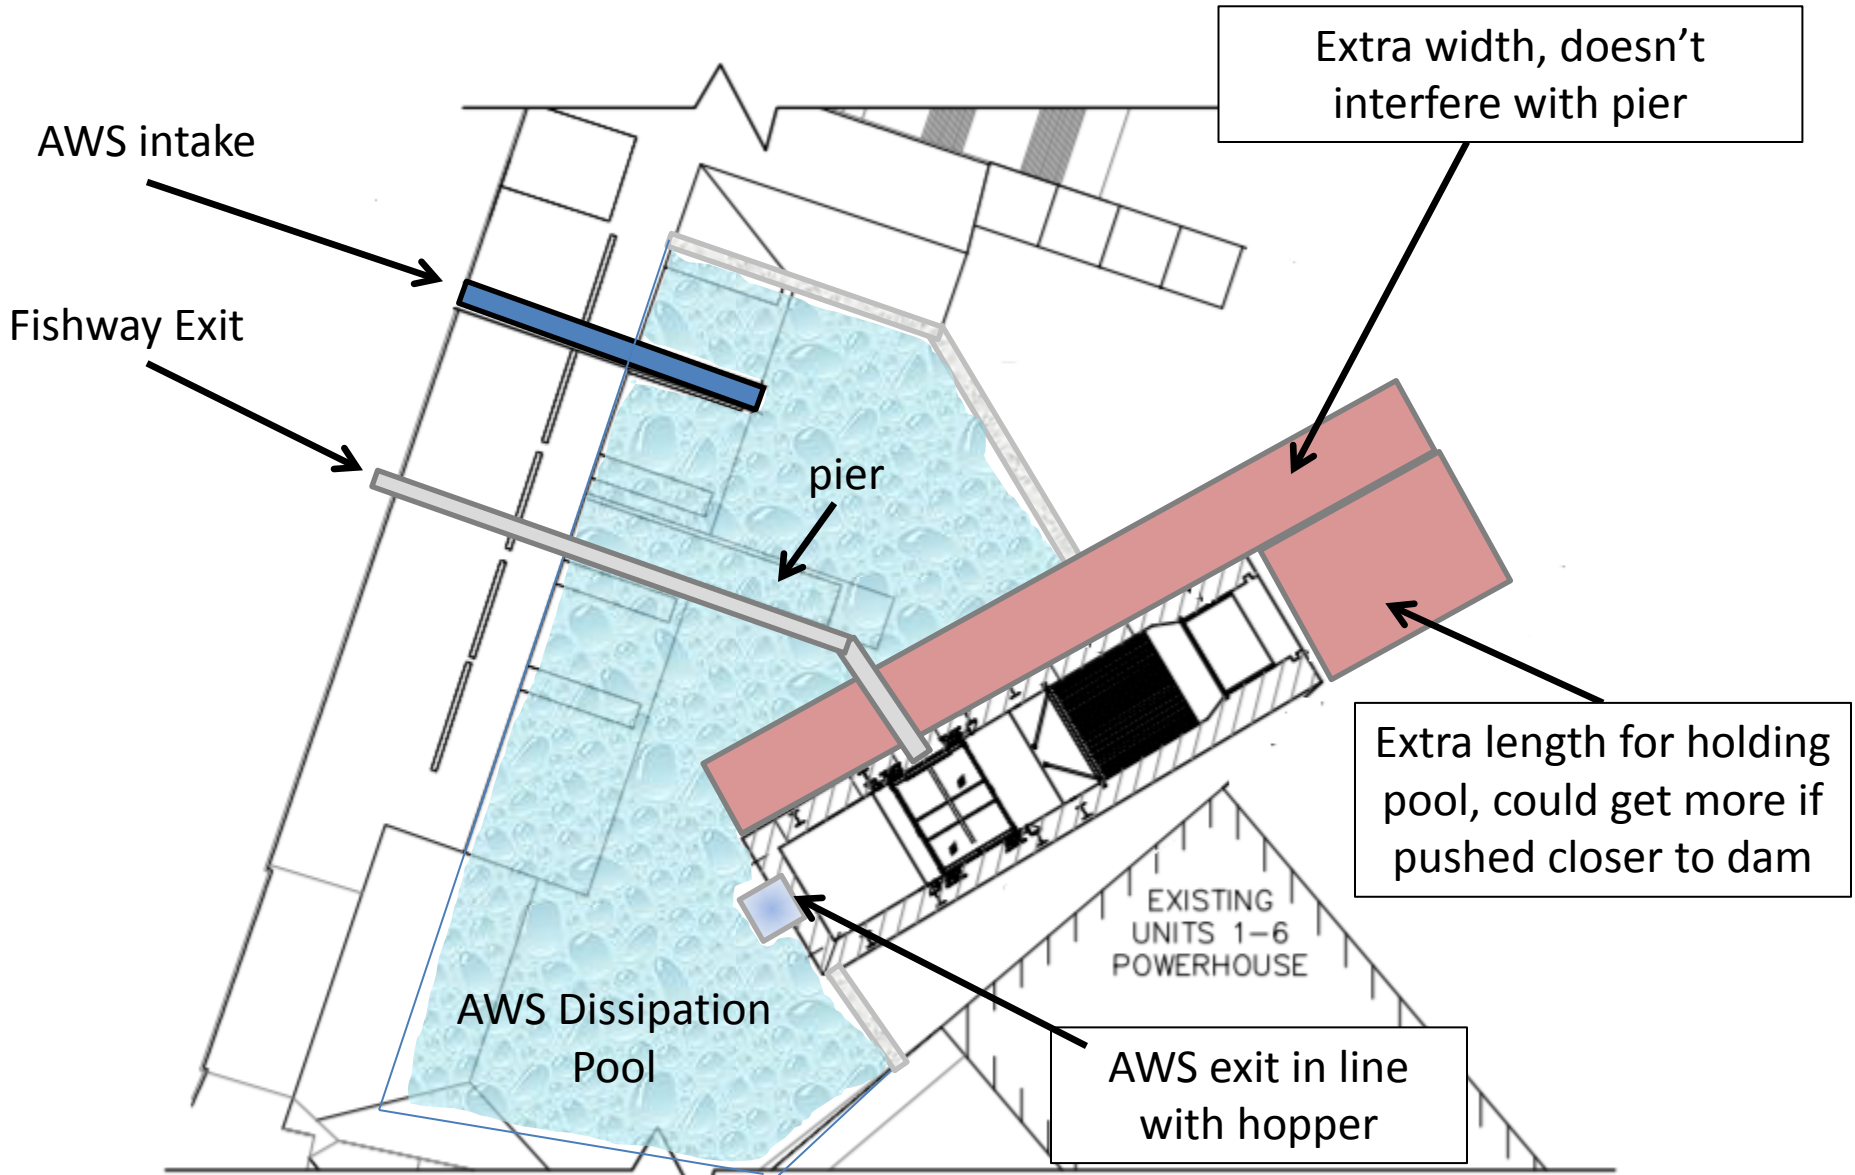 Extra width, doesn’t
interfere with pier
AWS intake
Fishway Exit
pier
Extra length for holding
pool, could get more if
pushed closer to dam
EXISTING
UNITS 1–6
POWERHOUSE
AWS Dissipation
Pool
AWS exit in line
with hopper